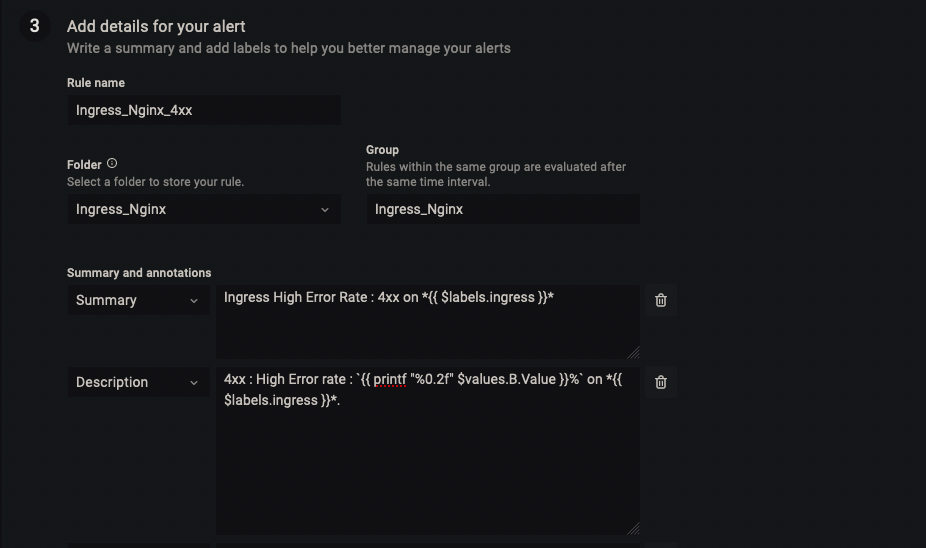 3
Add details for your alert
Write a summary and add labels to help you better manage your alerts
Rule name
Ingress_Nginx_4xx
Folder
Select a folder to store your rule.
Ingress_Nginx
Group
Rules within the same group are evaluated after
the same time interval.
Ingress_Nginx
Summary and annotations
Summary
Ingress High Error Rate : 4xx on *{{ $labels.ingress }}*
Description
4xx : High Error rate : `{{ printf "%0.2f" $values.B.Value }}%` on *{{
$labels.ingress }}*.